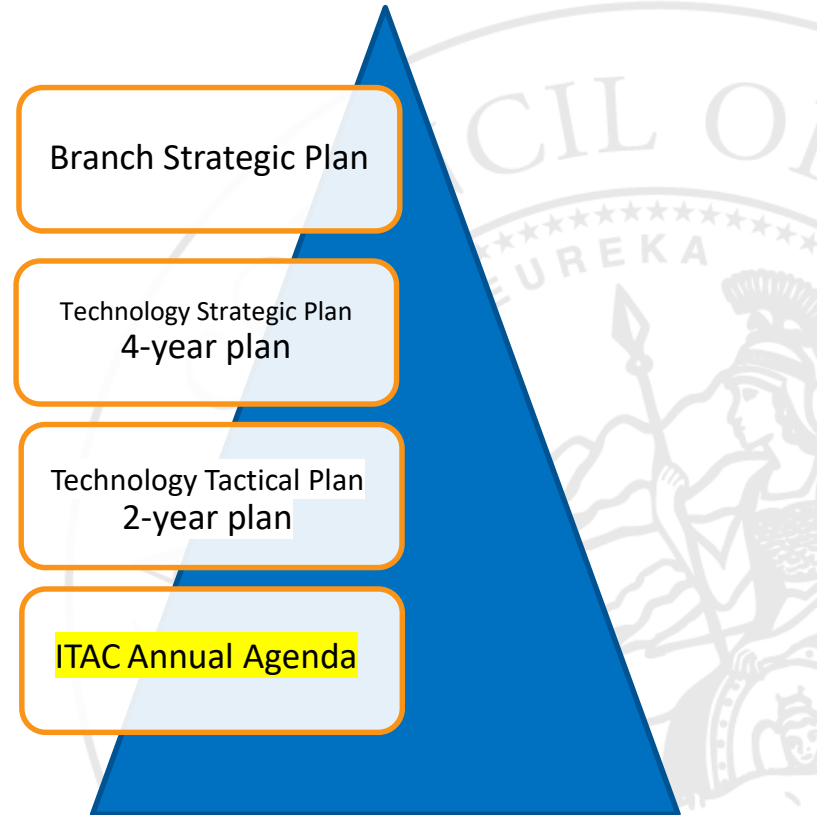 Branch Strategic Plan
Technology Strategic Plan
4-year plan
Technology Tactical Plan
2-year plan
ITAC Annual Agenda
CIL O
EUREKA